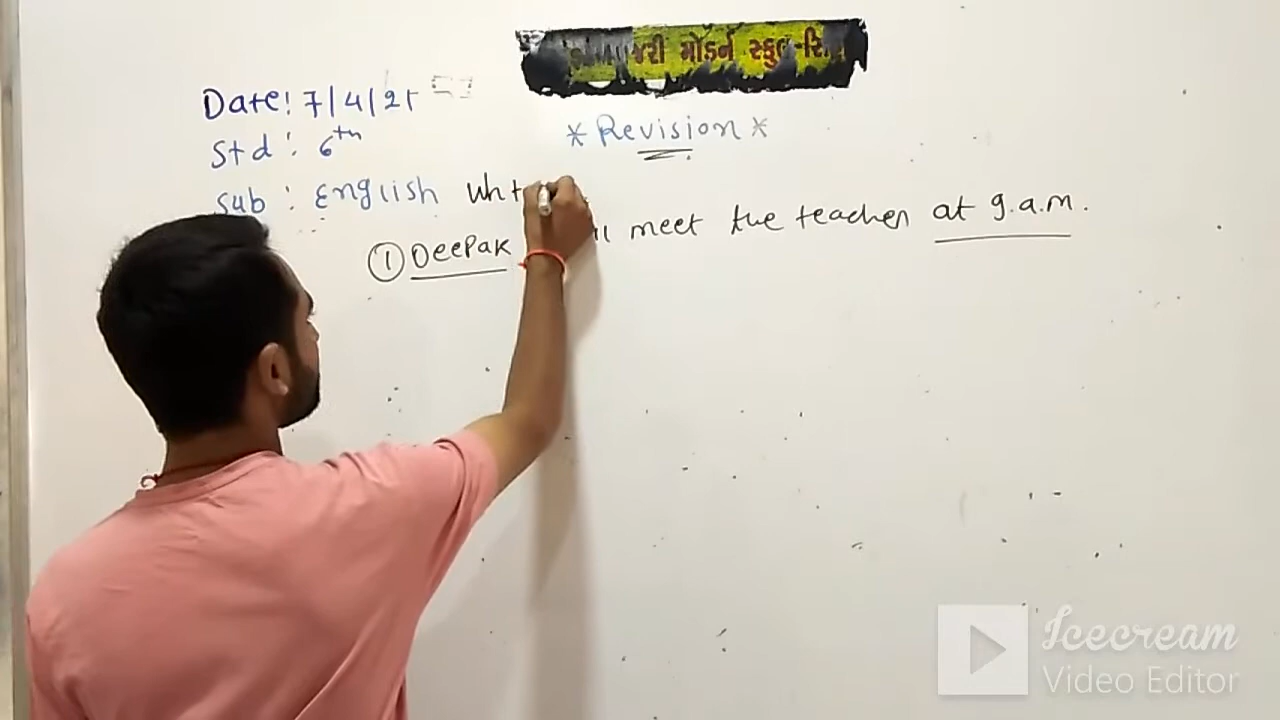 મોડર્ન સ્કુલ
Date: 7/4/21
*Revision*
Std: 6th
Sub: English
① Deepak meet the teacher at 9.a.m.
Icecream
Video Editor